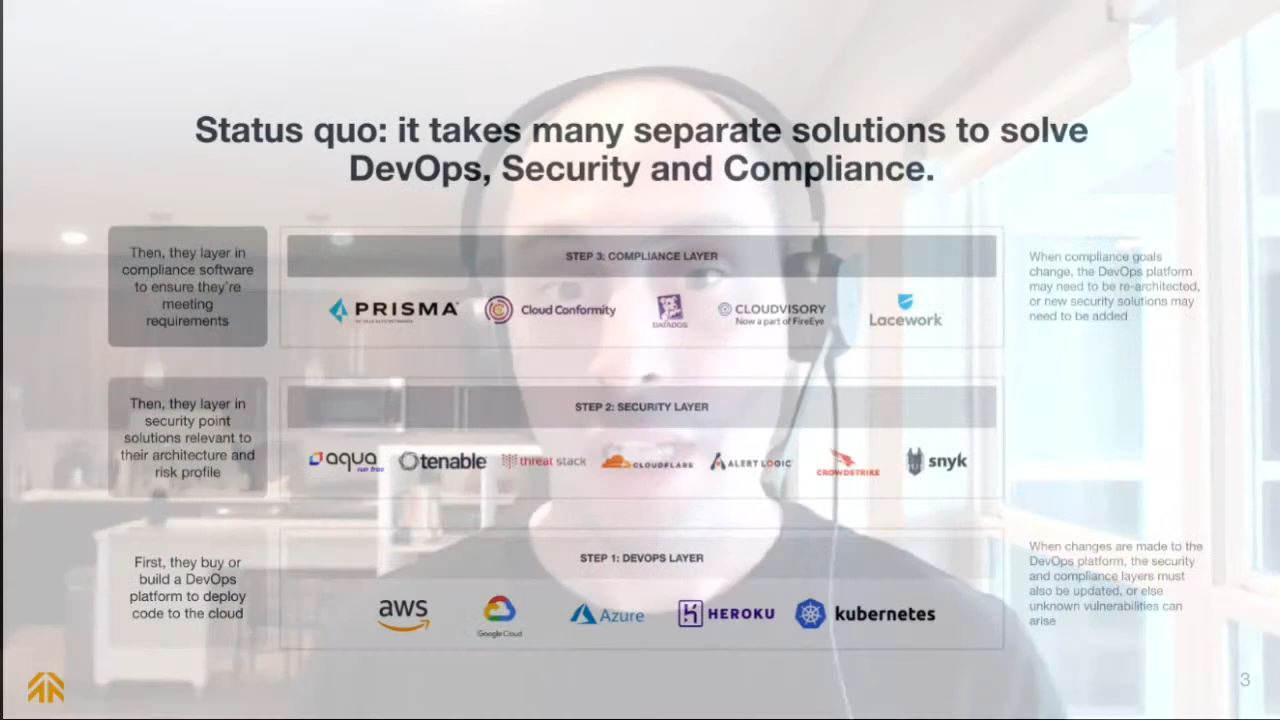 Status quo: it takes many separate solutions to solve
DevOps, Security and Compliance.
Then, they layer in
compliance software
to ensure they're
meeting
requirements
STEP 3: COMPLIANCE LAYER
PRISMA
Cloud Conformity
DATADOG
CLOUDVISORY
Now a part of FireEye
Lacework
When compliance goals
change, the DevOps platform
may need to be re-architected,
or new security solutions may
need to be added
Then, they layer in
security point
solutions relevant to
their architecture and
risk profile
STEP 2: SECURITY LAYER
aqua
run free
tenable
threat stack
CLOUDFLARE
ALERT LOGIC
CROWDSTRIKE
snyk
First, they buy or
build a DevOps
platform to deploy
code to the cloud
STEP 1: DEVOPS LAYER
aws
Google Cloud
Azure
HEROKU
kubernetes
When changes are made to the
DevOps platform, the security
and compliance layers must
also be updated, or else
unknown vulnerabilities can
arise
3